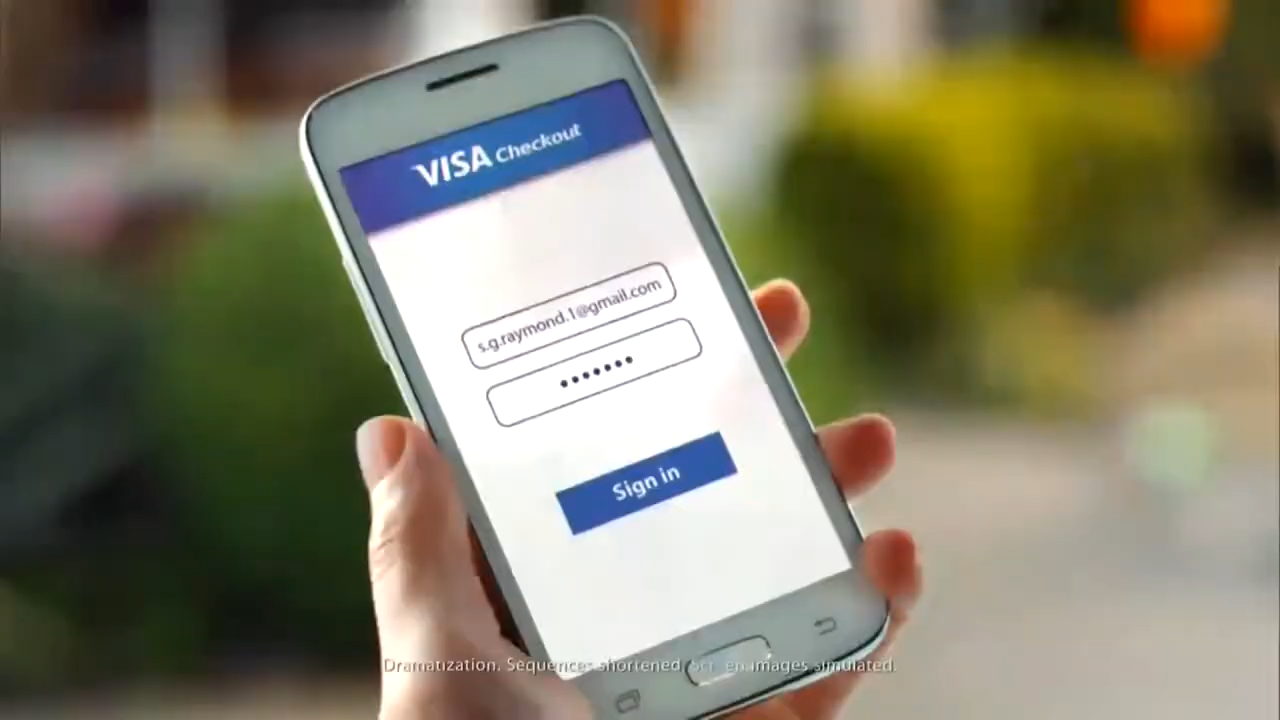 VISA Checkout
s.g.raymond.1@gmail.com
•••••••
Sign in
Dramatization. Sequences shortened images simulated.